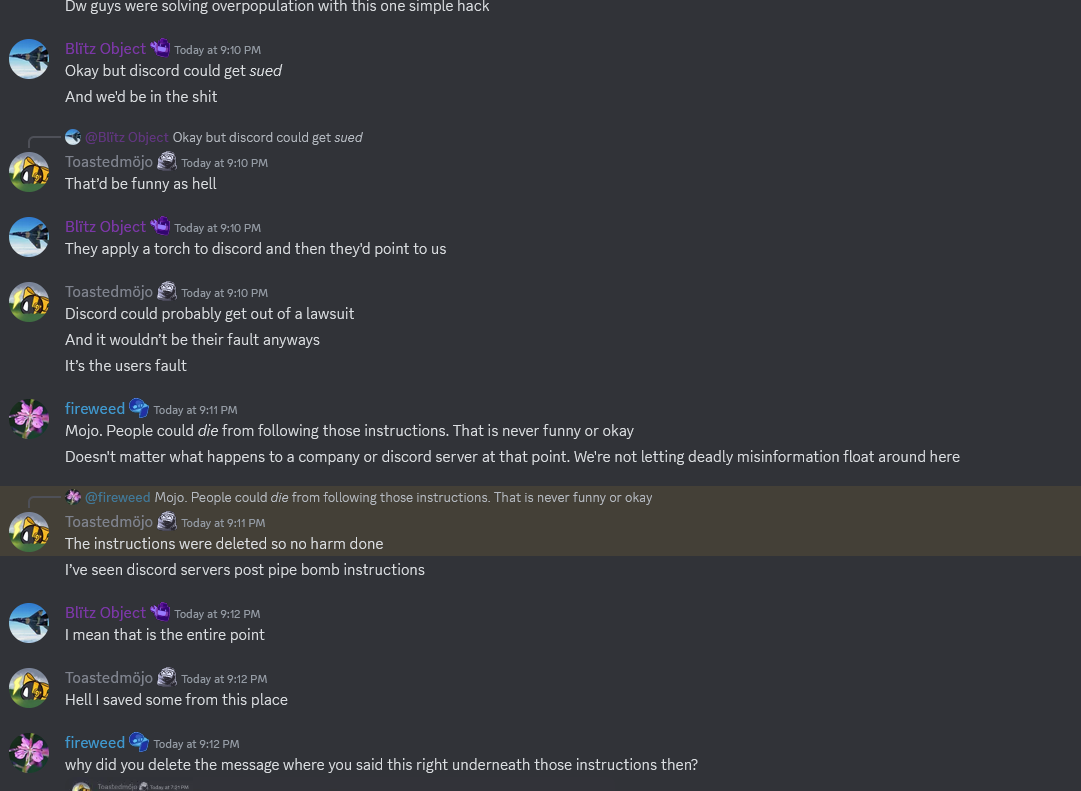 Dw guys were solving overpopulation with this one simple hack
Blïtz Object Today at 9:10 PM
Okay but discord could get sued
And we'd be in the shit
@Blïtz Object Okay but discord could get sued
Toastedmöjo Today at 9:10 PM
That'd be funny as hell
Blïtz Object Today at 9:10 PM
They apply a torch to discord and then they'd point to us
Toastedmöjo Today at 9:10 PM
Discord could probably get out of a lawsuit
And it wouldn't be their fault anyways
It's the users fault
fireweed Today at 9:11 PM
Mojo. People could die from following those instructions. That is never funny or okay
Doesn't matter what happens to a company or discord server at that point. We're not letting deadly misinformation float around here
@fireweed Mojo. People could die from following those instructions. That is never funny or okay
Toastedmöjo Today at 9:11 PM
The instructions were deleted so no harm done
I've seen discord servers post pipe bomb instructions
Blïtz Object Today at 9:12 PM
I mean that is the entire point
Toastedmöjo Today at 9:12 PM
Hell I saved some from this place
fireweed Today at 9:12 PM
why did you delete the message where you said this right underneath those instructions then?
Toastedmöjo Today at 7:21 PM